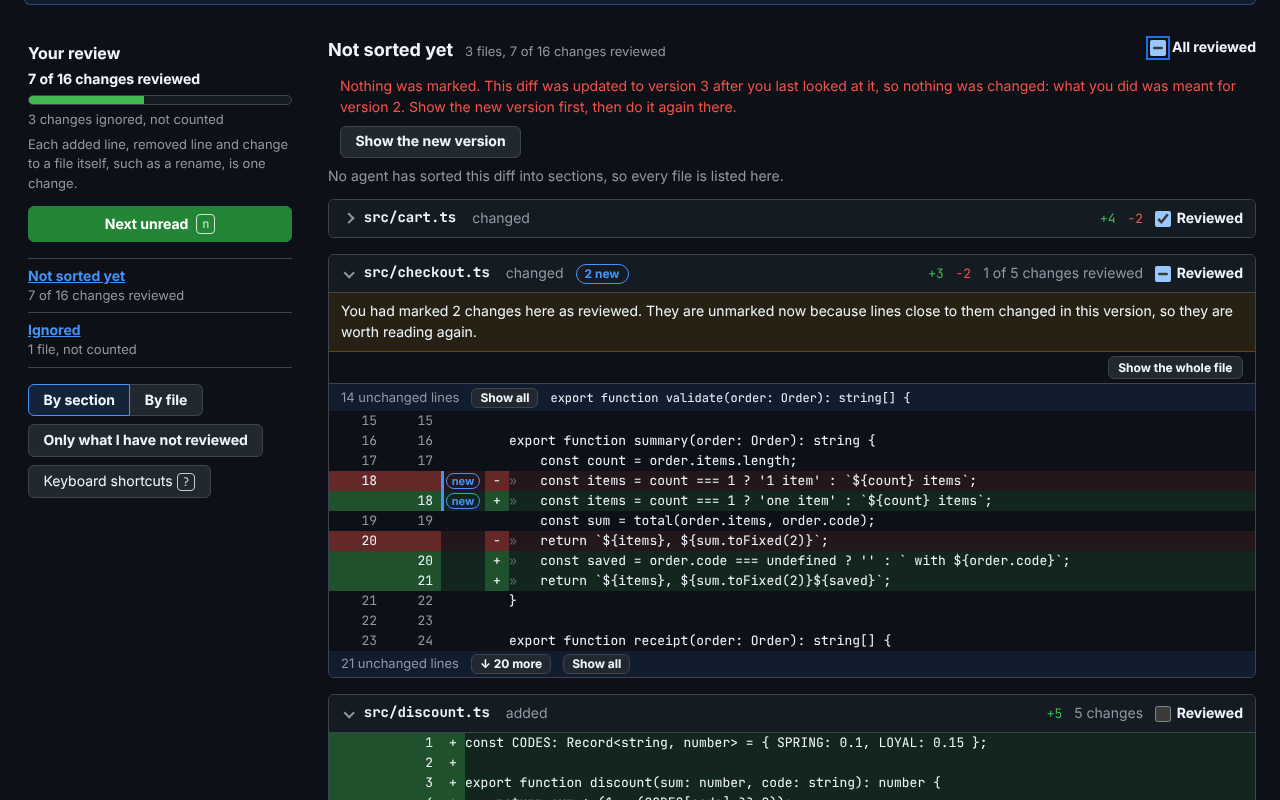 Your review
7 of 16 changes reviewed
3 changes ignored, not counted
Each added line, removed line and change
to a file itself, such as a rename, is one
change.
Next unread n
Not sorted yet
7 of 16 changes reviewed
Ignored
1 file, not counted
By section By file
Only what I have not reviewed
Keyboard shortcuts ?
Not sorted yet 3 files, 7 of 16 changes reviewed All reviewed
Nothing was marked. This diff was updated to version 3 after you last looked at it, so nothing was changed: what you did was meant for
version 2. Show the new version first, then do it again there.
Show the new version
No agent has sorted this diff into sections, so every file is listed here.
src/cart.ts changed +4 -2 Reviewed
src/checkout.ts changed 2 new +3 -2 1 of 5 changes reviewed Reviewed
You had marked 2 changes here as reviewed. They are unmarked now because lines close to them changed in this version, so they are
worth reading again.
Show the whole file
14 unchanged lines Show all export function validate(order: Order): string[] {
15 15
16 16 export function summary(order: Order): string {
17 17 const count = order.items.length;
18 new - » const items = count === 1 ? '1 item' : `${count} items`;
18 new + » const items = count === 1 ? 'one item' : `${count} items`;
19 19 const sum = total(order.items, order.code);
20 - » return `${items}, ${sum.toFixed(2)}`;
20 + » const saved = order.code === undefined ? '' : ` with ${order.code}`;
21 + » return `${items}, ${sum.toFixed(2)}${saved}`;
21 22 }
22 23
23 24 export function receipt(order: Order): string[] {
21 unchanged lines ↓ 20 more Show all
src/discount.ts added +5 5 changes Reviewed
1 + const CODES: Record<string, number> = { SPRING: 0.1, LOYAL: 0.15 };
2 +
3 + export function discount(sum: number, code: string): number {